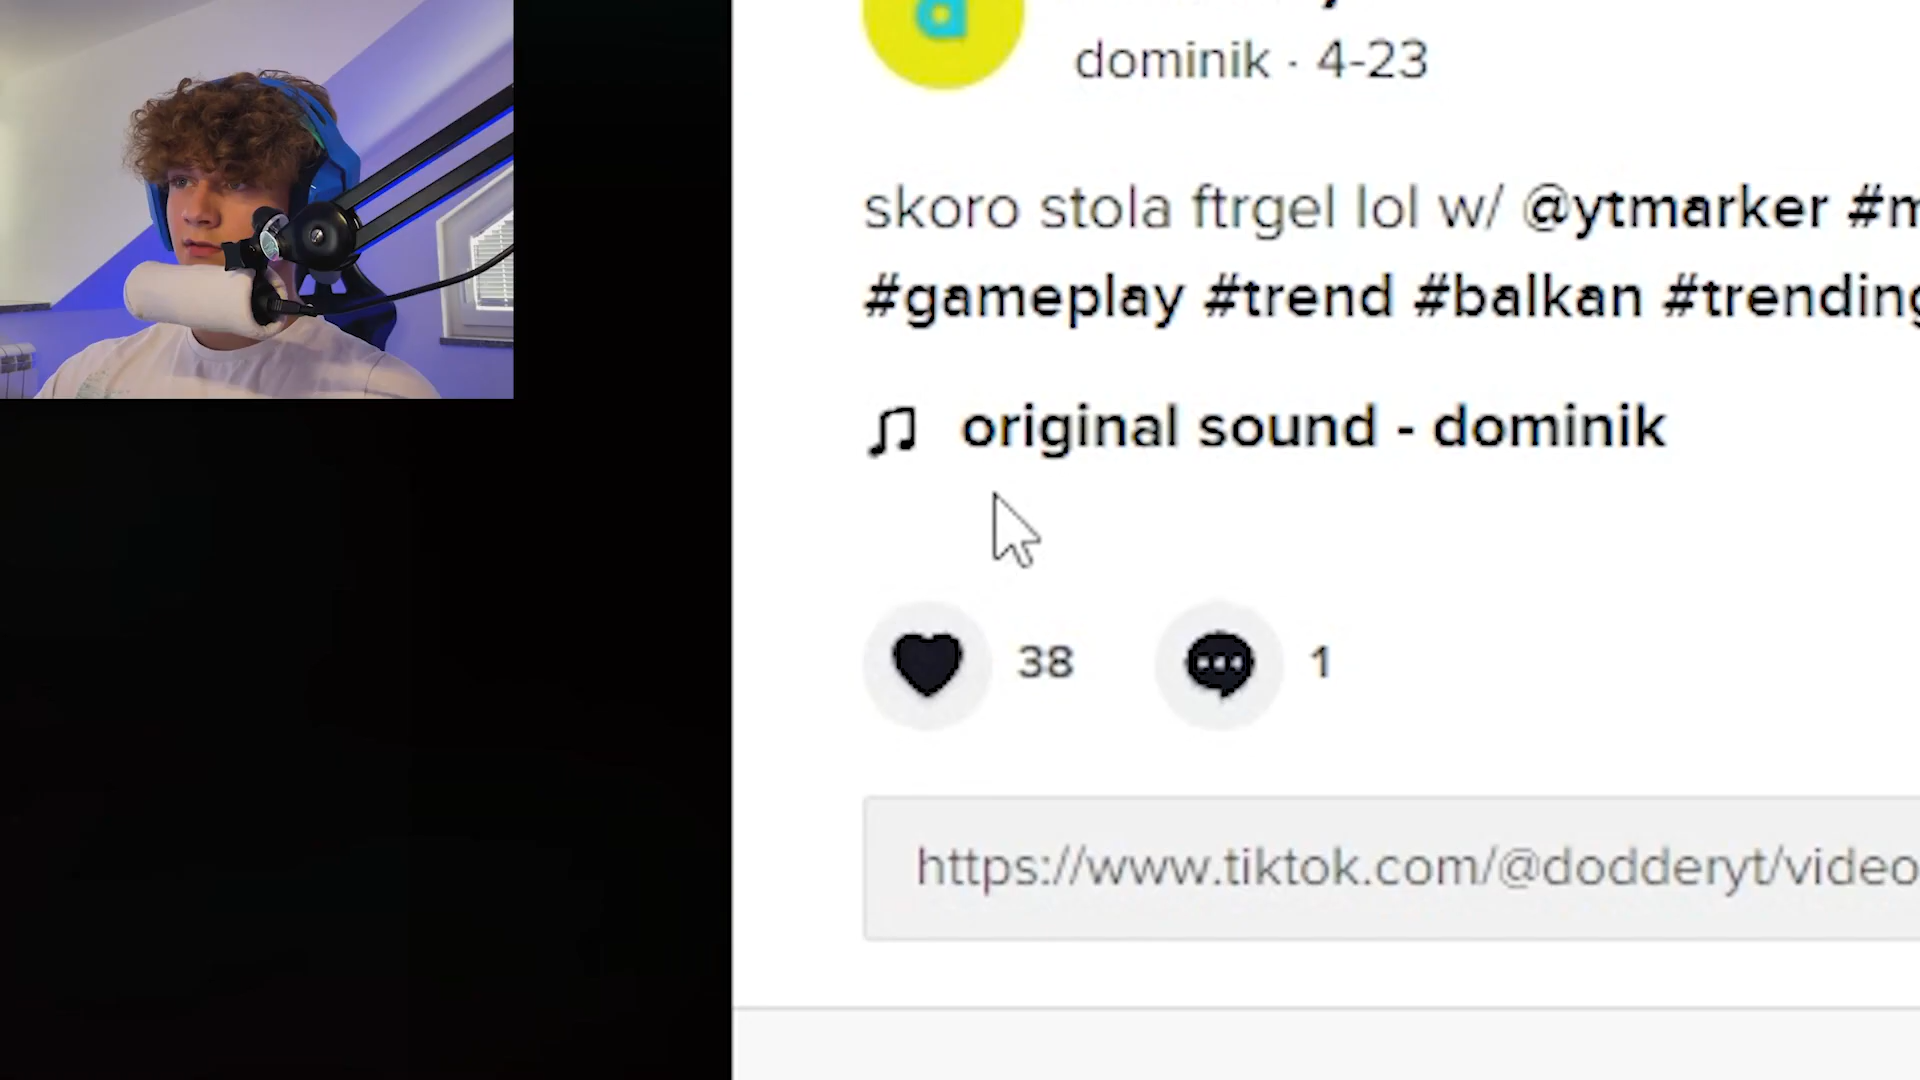 dominik · 4-23
skoro stola ftrgel lol w/ @ytmarker #m
#gameplay #trend #balkan #trending
original sound - dominik
38 1
https://www.tiktok.com/@dodderyt/video